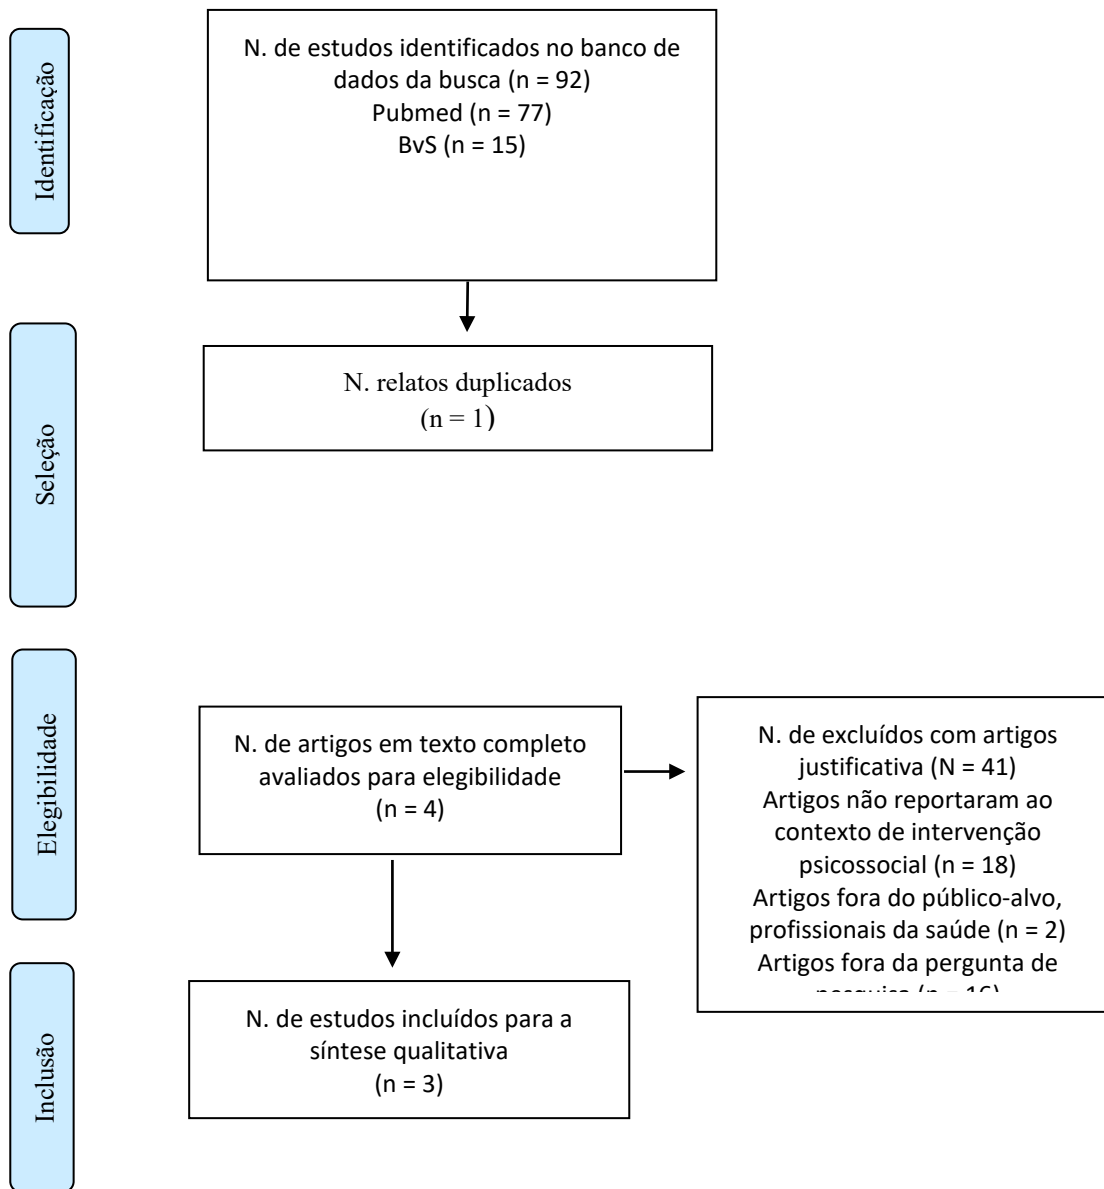 Identificação
N. de estudos identificados no banco de
dados da busca (n = 92)
Pubmed (n = 77)
BvS (n = 15)
Seleção
N. relatos duplicados
(n = 1)
Elegibilidade
N. de artigos em texto completo
avaliados para elegibilidade
(n = 4)
N. de excluídos com artigos
justificativa (N = 41)
Artigos não reportaram ao
contexto de intervenção
psicossocial (n = 18)
Artigos fora do público-alvo,
profissionais da saúde (n = 2)
Artigos fora da pergunta de
pesquisa (n = 16)
Inclusão
N. de estudos incluídos para a
síntese qualitativa
(n = 3)